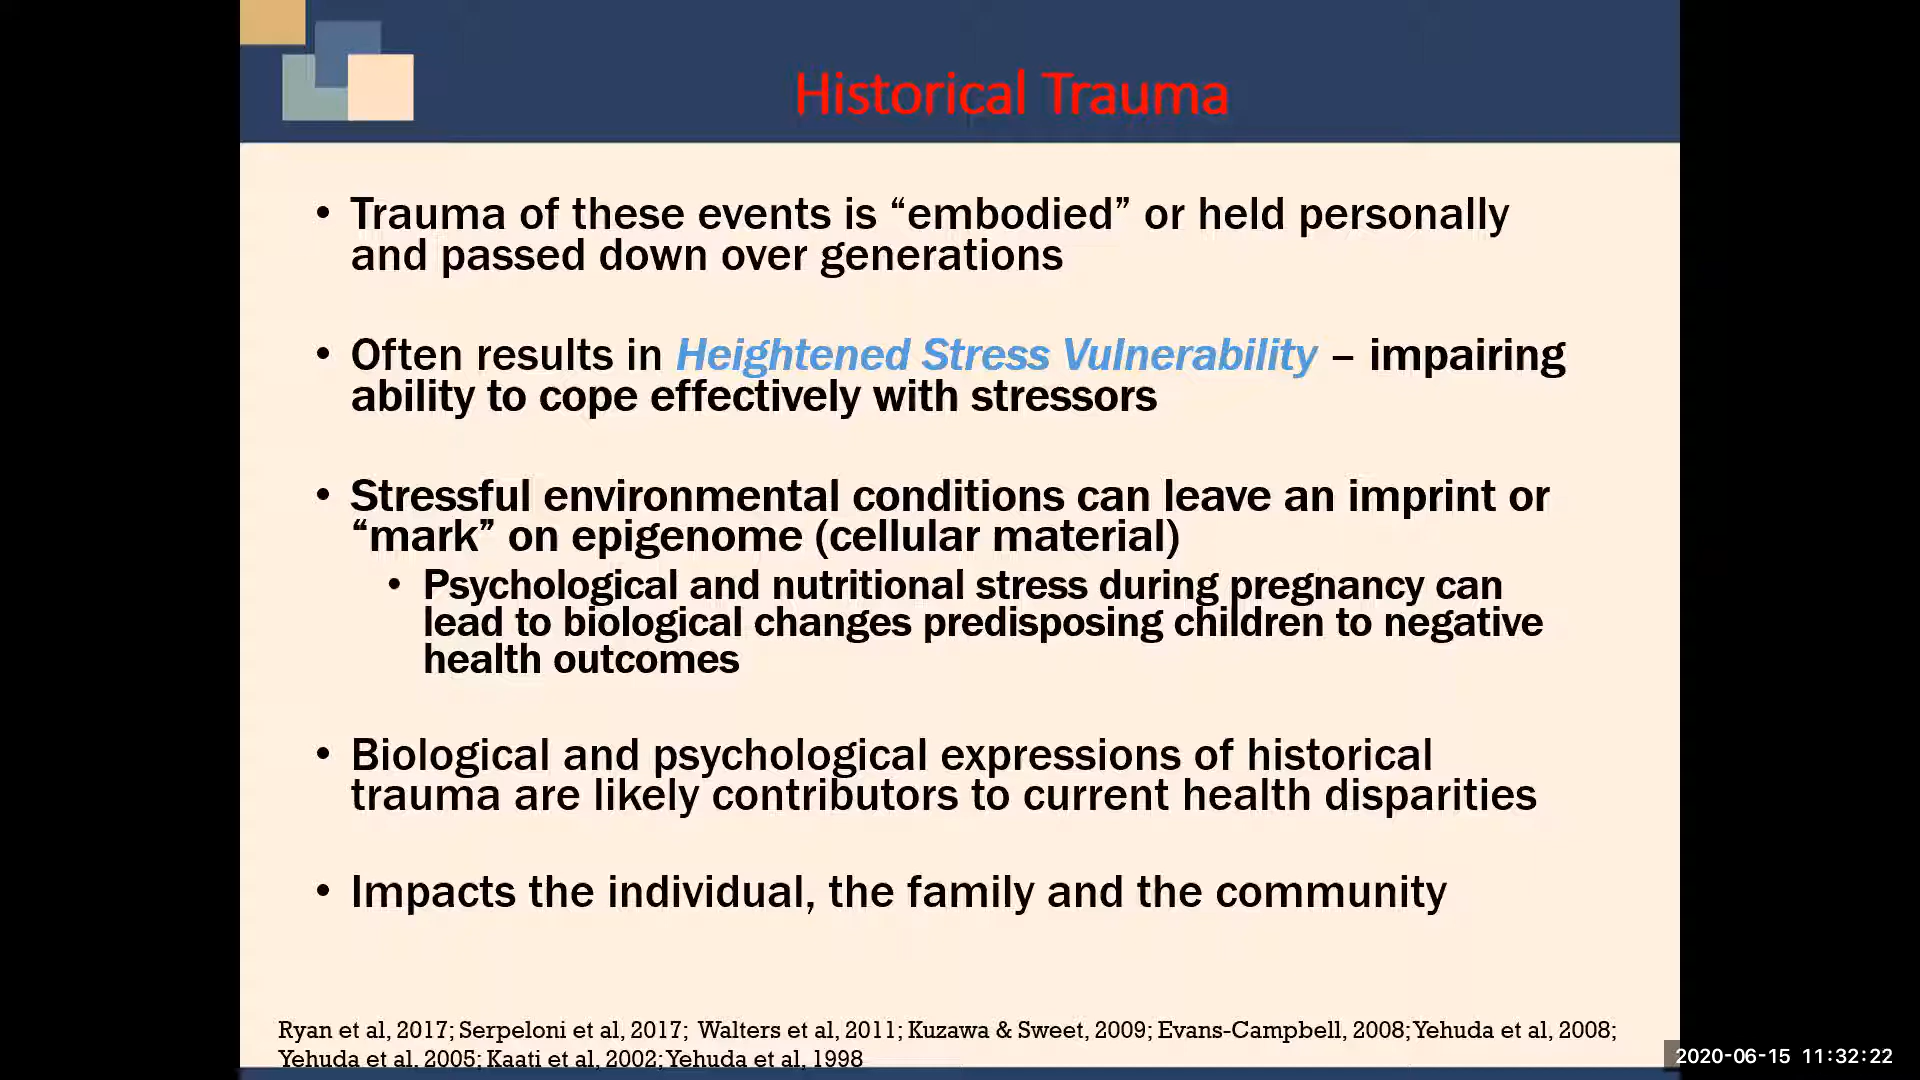 Historical Trauma
• Trauma of these events is “embodied” or held personally
and passed down over generations
• Often results in Heightened Stress Vulnerability – impairing
ability to cope effectively with stressors
• Stressful environmental conditions can leave an imprint or
“mark” on epigenome (cellular material)
• Psychological and nutritional stress during pregnancy can
lead to biological changes predisposing children to negative
health outcomes
• Biological and psychological expressions of historical
trauma are likely contributors to current health disparities
• Impacts the individual, the family and the community
Ryan et al, 2017; Serpeloni et al, 2017; Walters et al, 2011; Kuzawa & Sweet, 2009; Evans-Campbell, 2008; Yehuda et al, 2008;
Yehuda et al, 2005; Kaati et al, 2002; Yehuda et al, 1998
2020-06-15 11:32:22